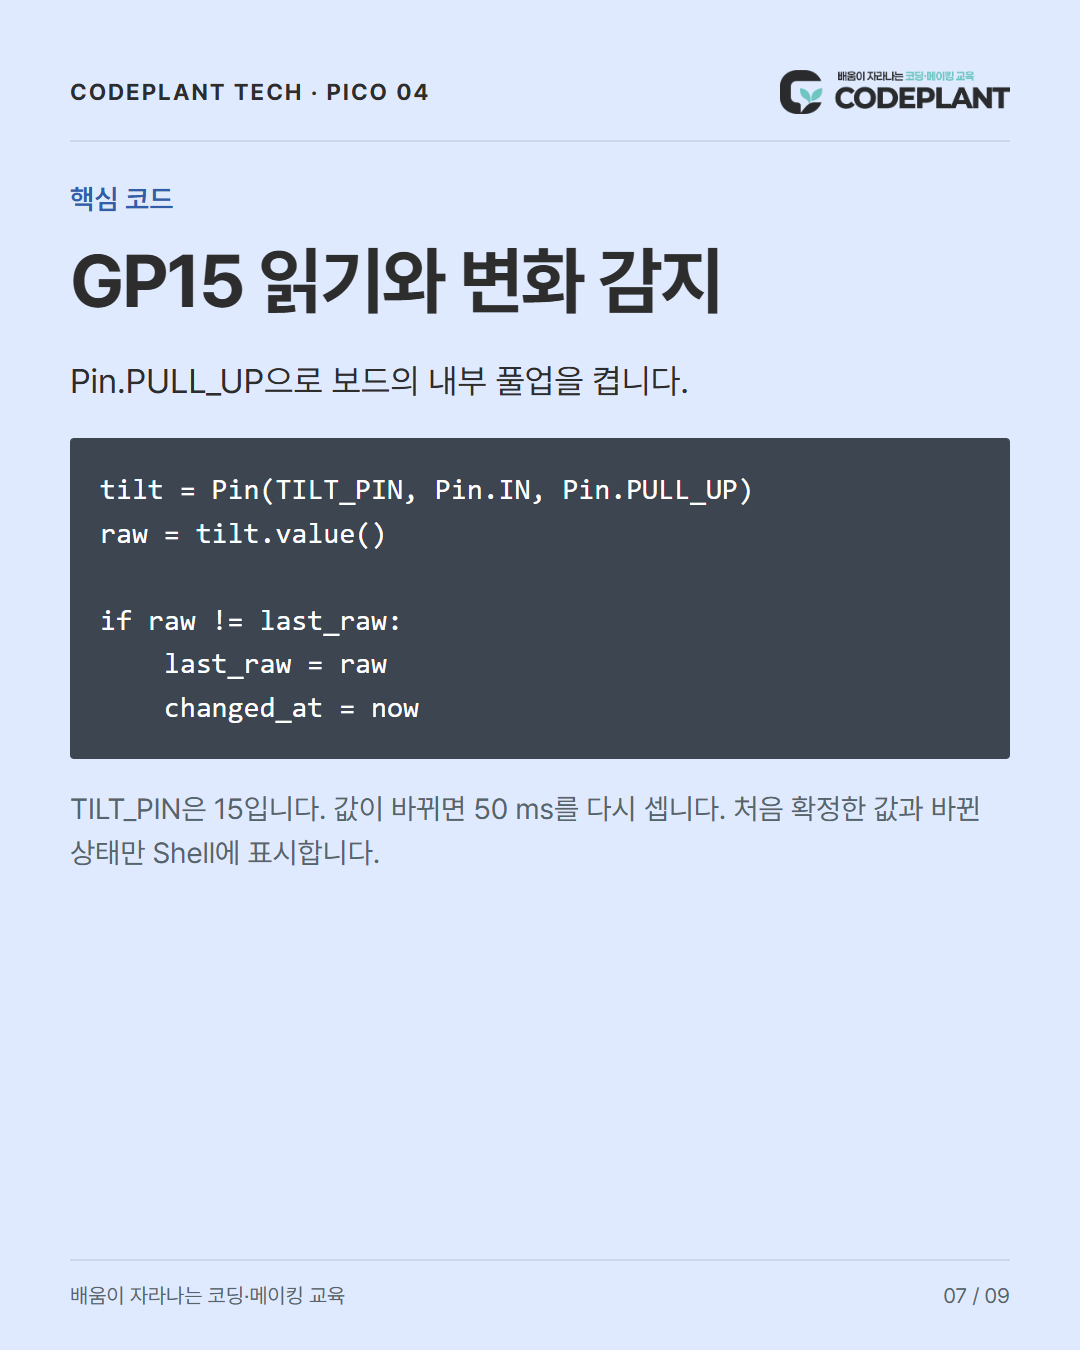 CODEPLANT TECH · PICO 04
배움이 자라나는 코딩·메이킹 교육
CODEPLANT
핵심 코드
GP15 읽기와 변화 감지
Pin.PULL_UP으로 보드의 내부 풀업을 켭니다.
tilt = Pin(TILT_PIN, Pin.IN, Pin.PULL_UP)
raw = tilt.value()
if raw != last_raw:
    last_raw = raw
    changed_at = now
TILT_PIN은 15입니다. 값이 바뀌면 50 ms를 다시 셉니다. 처음 확정한 값과 바뀐
상태만 Shell에 표시합니다.
배움이 자라나는 코딩·메이킹 교육
07 / 09